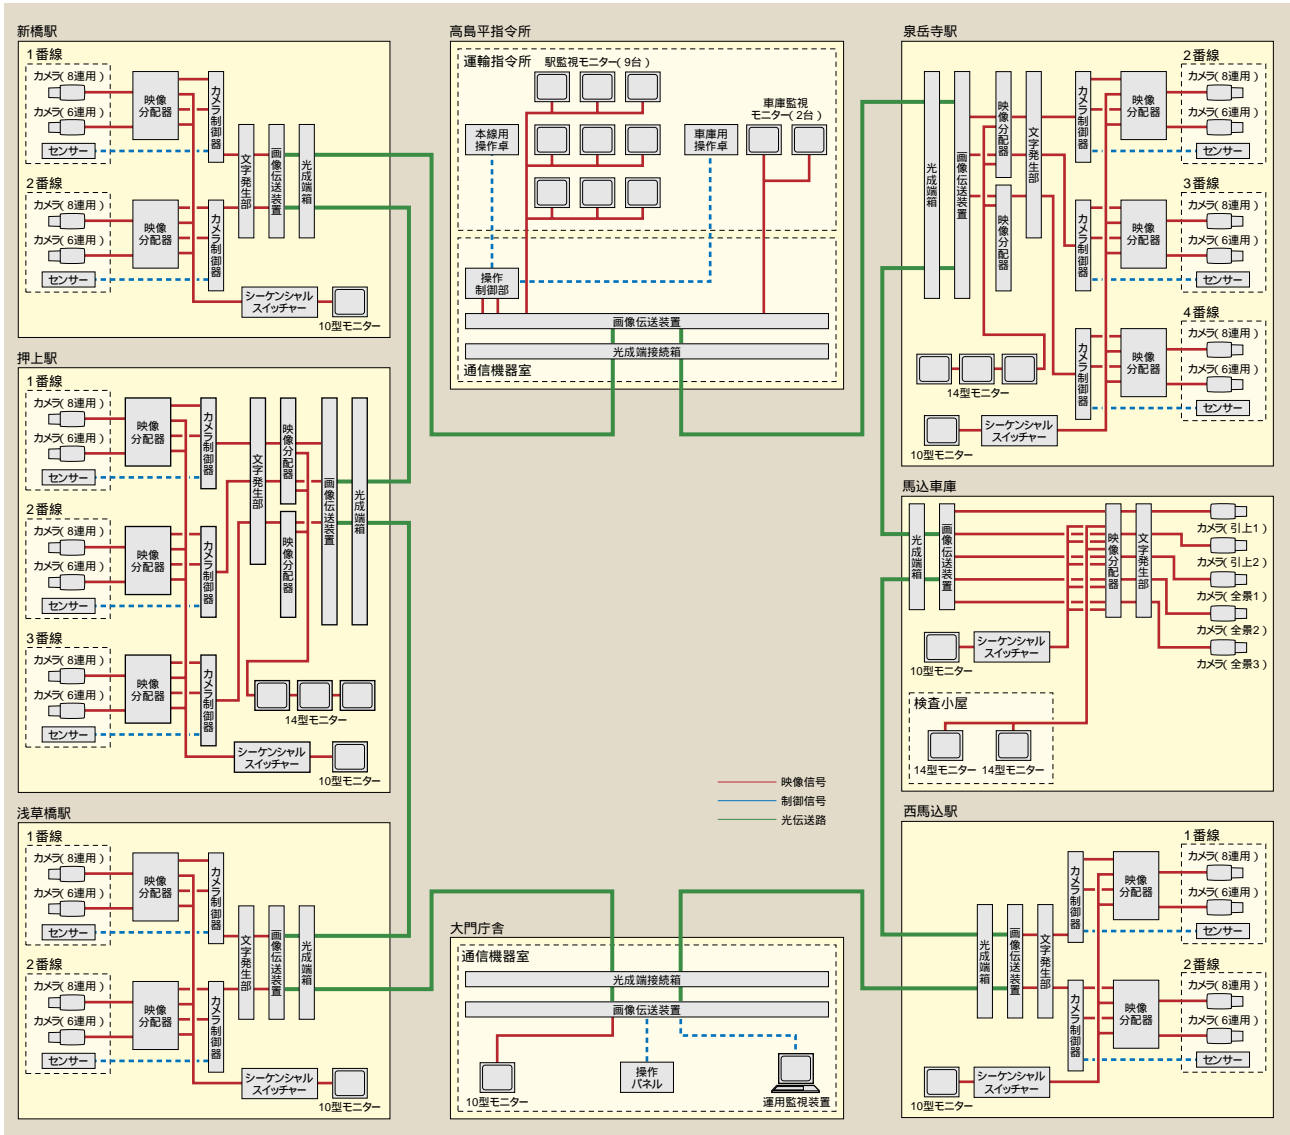 新橋駅
1番線
カメラ(8連用)
カメラ(6連用)
センサー
映像
分配器
カメラ制御器
2番線
カメラ(8連用)
カメラ(6連用)
センサー
映像
分配器
カメラ制御器
文字発生部
画像伝送装置
光成端箱
シーケンシャル
スイッチャー
10型モニター
押上駅
1番線
カメラ(8連用)
カメラ(6連用)
センサー
映像
分配器
カメラ制御器
2番線
カメラ(8連用)
カメラ(6連用)
センサー
映像
分配器
カメラ制御器
3番線
カメラ(8連用)
カメラ(6連用)
センサー
映像
分配器
カメラ制御器
文字発生部
映像分配器
映像分配器
画像伝送装置
光成端箱
14型モニター
シーケンシャル
スイッチャー
10型モニター
浅草橋駅
1番線
カメラ(8連用)
カメラ(6連用)
センサー
映像
分配器
カメラ制御器
2番線
カメラ(8連用)
カメラ(6連用)
センサー
映像
分配器
カメラ制御器
文字発生部
画像伝送装置
光成端箱
シーケンシャル
スイッチャー
10型モニター
高島平指令所
運輸指令所
駅監視モニター(9台)
車庫監視
モニター(2台)
本線用
操作卓
車庫用
操作卓
操作
制御部
画像伝送装置
光成端接続箱
通信機器室
映像信号
制御信号
光伝送路
大門庁舎
通信機器室
光成端接続箱
画像伝送装置
10型モニター
操作
パネル
運用監視装置
泉岳寺駅
光成端箱
画像伝送装置
映像分配器
映像分配器
文字発生部
2番線
カメラ(8連用)
カメラ(6連用)
センサー
映像
分配器
カメラ制御器
3番線
カメラ(8連用)
カメラ(6連用)
センサー
映像
分配器
カメラ制御器
4番線
カメラ(8連用)
カメラ(6連用)
センサー
映像
分配器
カメラ制御器
14型モニター
シーケンシャル
スイッチャー
10型モニター
馬込車庫
光成端箱
画像伝送装置
映像分配器
文字発生部
カメラ(引上1)
カメラ(引上2)
カメラ(全景1)
カメラ(全景2)
カメラ(全景3)
シーケンシャル
スイッチャー
10型モニター
検査小屋
14型モニター
14型モニター
西馬込駅
1番線
カメラ(8連用)
カメラ(6連用)
センサー
映像
分配器
カメラ制御器
2番線
カメラ(8連用)
カメラ(6連用)
センサー
映像
分配器
カメラ制御器
光成端箱
画像伝送装置
文字発生部
シーケンシャル
スイッチャー
10型モニター